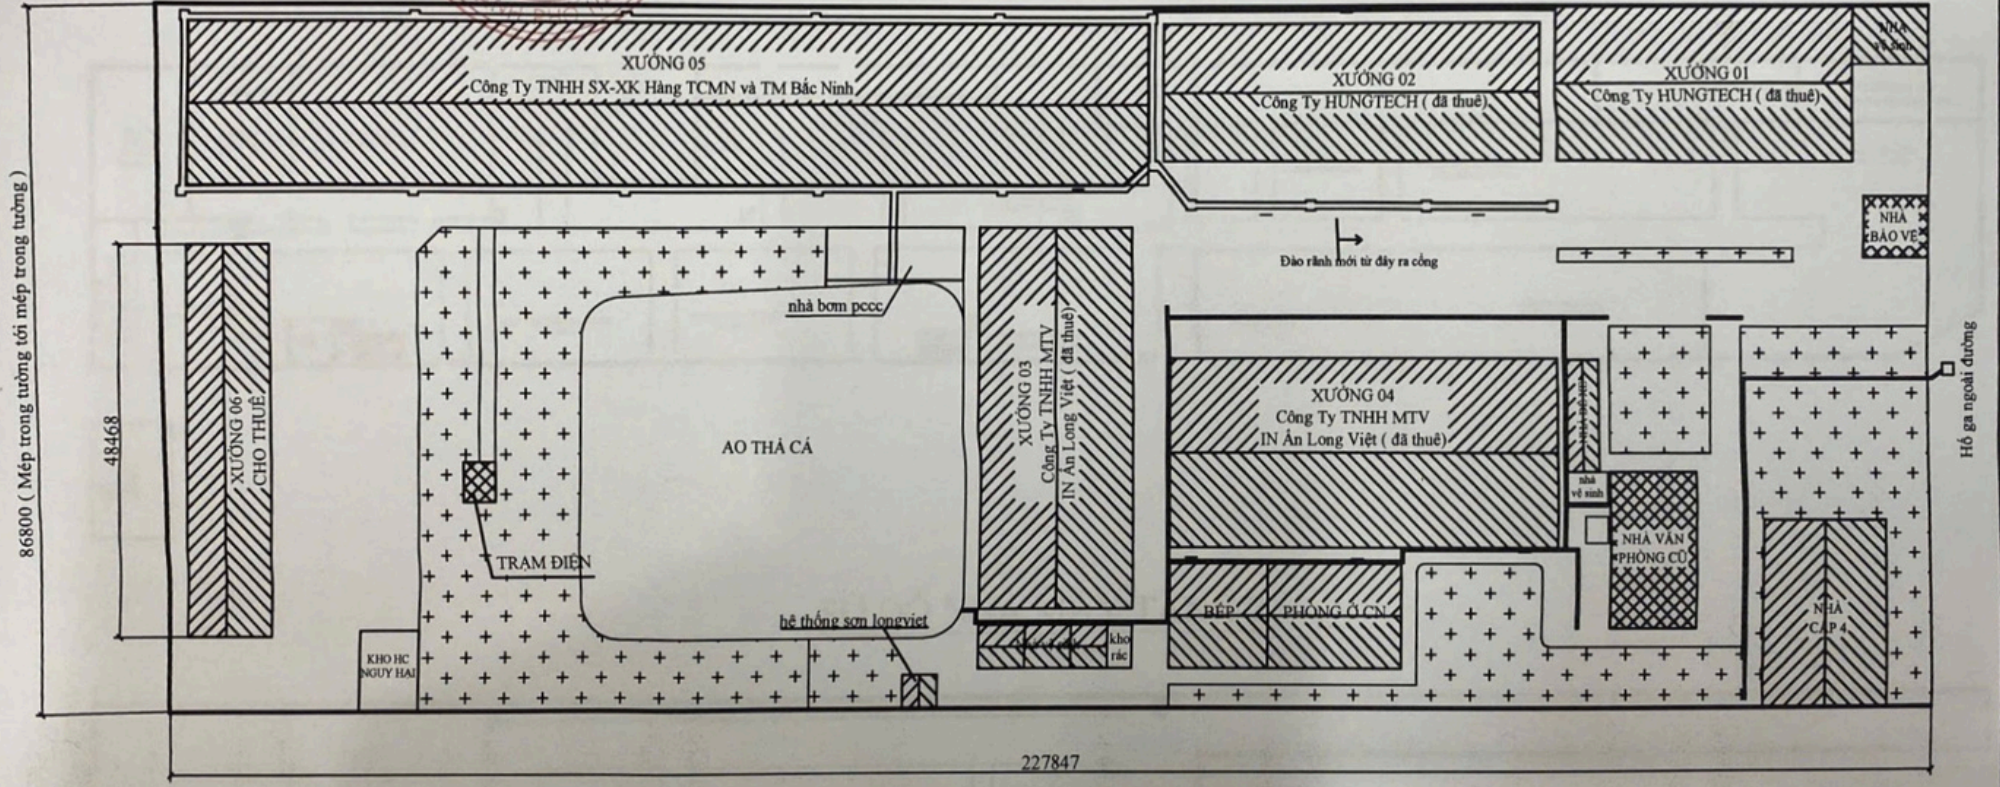 XƯỞNG 05
Công Ty TNHH SX-XK Hàng TCMN và TM Bắc Ninh
XƯỞNG 02
Công Ty HUNGTECH ( đã thuê)
XƯỞNG 01
Công Ty HUNGTECH ( đã thuê)
NHÀ
vệ sinh
NHÀ
BẢO VỆ
Đào rãnh mới từ đây ra cổng
nhà bơm pccc
86800 ( Mép trong tường tới mép trong tường )
48468
XƯỞNG 06
CHO THUÊ
AO THẢ CÁ
XƯỞNG 03
Công Ty TNHH MTV
IN Ấn Long Việt ( đã thuê)
XƯỞNG 04
Công Ty TNHH MTV
IN Ấn Long Việt ( đã thuê)
Hố ga ngoài đường
nhà
vệ sinh
NHÀ VĂN
PHÒNG CŨ
TRẠM ĐIỆN
hệ thống sơn longviet
BẾP
PHÒNG Ở CN
NHÀ
CẤP 4
kho
rác
KHO HC
NGUY HẠI
227847